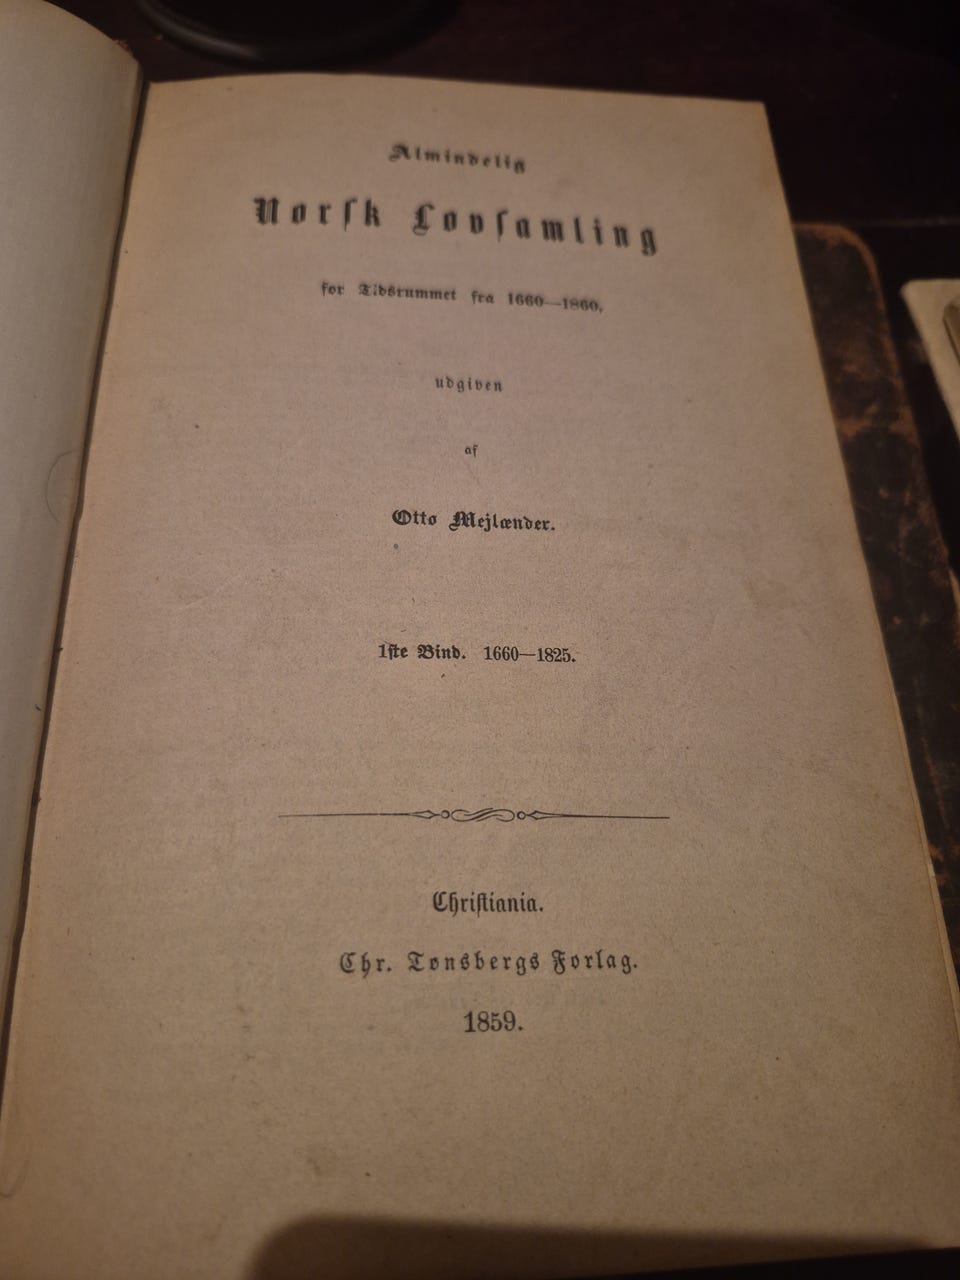 Almindelig
Norsk Lovsamling
for Tidsrummet fra 1660—1860,
udgiven
af
Otto Mejlænder.
1ste Bind. 1660—1825.
Christiania.
Chr. Tonsbergs Forlag.
1859.